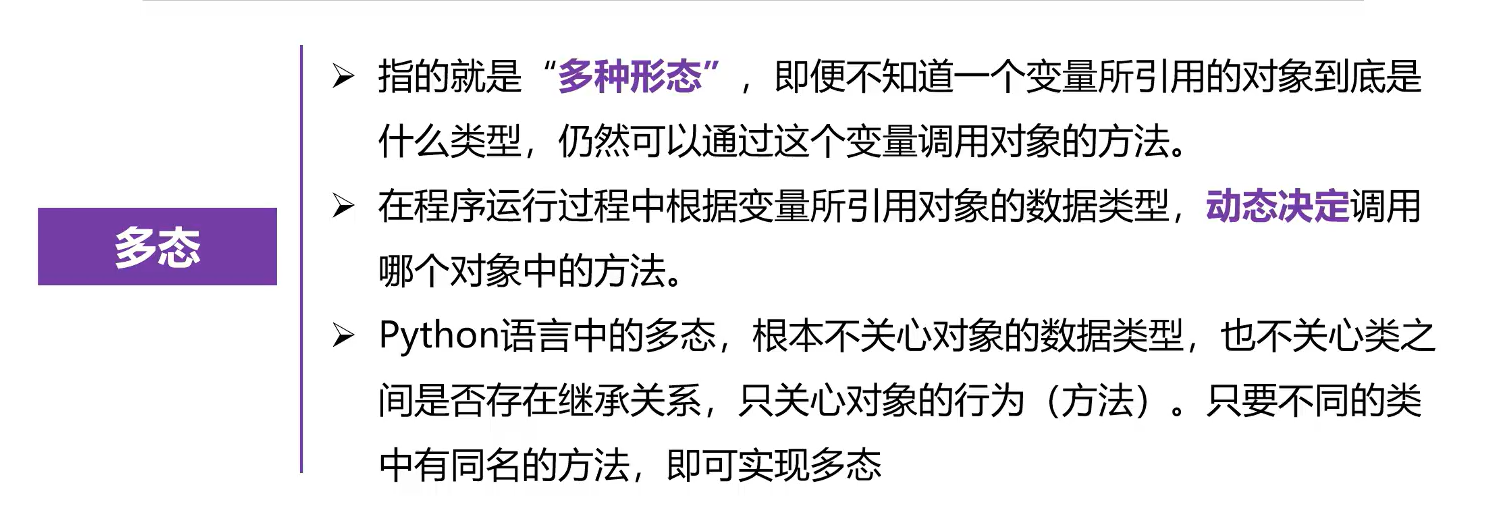 多态
指的就是“多种形态”，即便不知道一个变量所引用的对象到底是
什么类型，仍然可以通过这个变量调用对象的方法。
在程序运行过程中根据变量所引用对象的数据类型，动态决定调用
哪个对象中的方法。
Python语言中的多态，根本不关心对象的数据类型，也不关心类之
间是否存在继承关系，只关心对象的行为（方法）。只要不同的类
中有同名的方法，即可实现多态